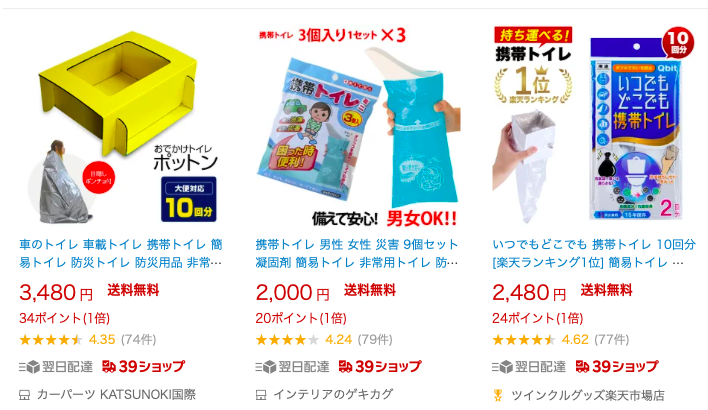 おでかけトイレ
ポットン
目隠し
ポンチョ付
大便対応
10回分
車のトイレ 車載トイレ 携帯トイレ 簡
易トイレ 防災トイレ 防災用品 非常…
3,480円 送料無料
34ポイント(1倍)
4.35 (74件)
翌日配達 39ショップ
カーパーツ KATSUNOKI国際
携帯トイレ 3個入り1セット ×3
携帯トイレ
3個入
困った時
便利!
備えて安心! 男女OK!!
携帯トイレ 男性 女性 災害 9個セット
凝固剤 簡易トイレ 非常用トイレ 防…
2,000円 送料無料
20ポイント(1倍)
4.24 (79件)
翌日配達 39ショップ
インテリアのゲキカグ
持ち運べる!
携帯トイレ
1位
楽天ランキング
10
回分
Qbit
いつでも
どこでも
携帯トイレ
いつでもどこでも 携帯トイレ 10回分
[楽天ランキング1位] 簡易トイレ …
2,480円 送料無料
24ポイント(1倍)
4.62 (77件)
翌日配達 39ショップ
ツインクルグッズ楽天市場店